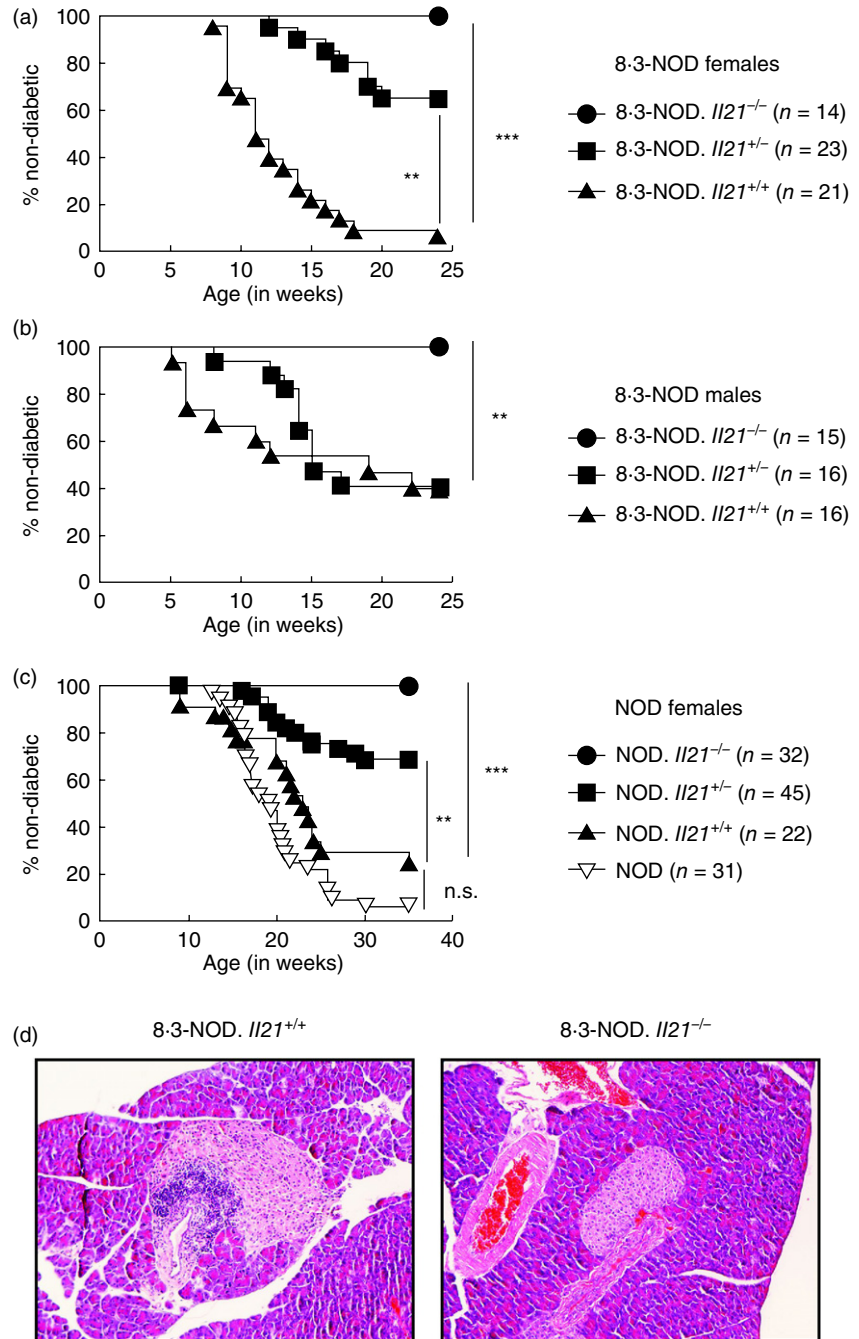 (a)
100
80
60
40
20
0
% non-diabetic
0 5 10 15 20 25
Age (in weeks)
**
***
8·3-NOD females
8·3-NOD. Il21−/− (n = 14)
8·3-NOD. Il21+/− (n = 23)
8·3-NOD. Il21+/+ (n = 21)
(b)
100
80
60
40
20
0
% non-diabetic
0 5 10 15 20 25
Age (in weeks)
**
8·3-NOD males
8·3-NOD. Il21−/− (n = 15)
8·3-NOD. Il21+/− (n = 16)
8·3-NOD. Il21+/+ (n = 16)
(c)
100
80
60
40
20
0
% non-diabetic
0 10 20 30 40
Age (in weeks)
**
***
n.s.
NOD females
NOD. Il21−/− (n = 32)
NOD. Il21+/− (n = 45)
NOD. Il21+/+ (n = 22)
NOD (n = 31)
(d)
8·3-NOD. Il21+/+
8·3-NOD. Il21−/−